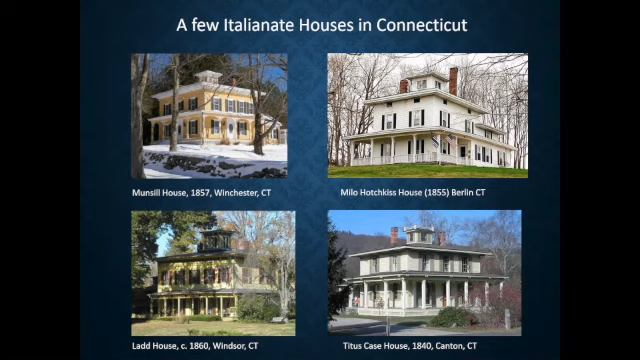 A few Italianate Houses in Connecticut
Munsill House, 1857, Winchester, CT
Milo Hotchkiss House (1855) Berlin CT
Ladd House, c. 1860, Windsor, CT
Titus Case House, 1840, Canton, CT